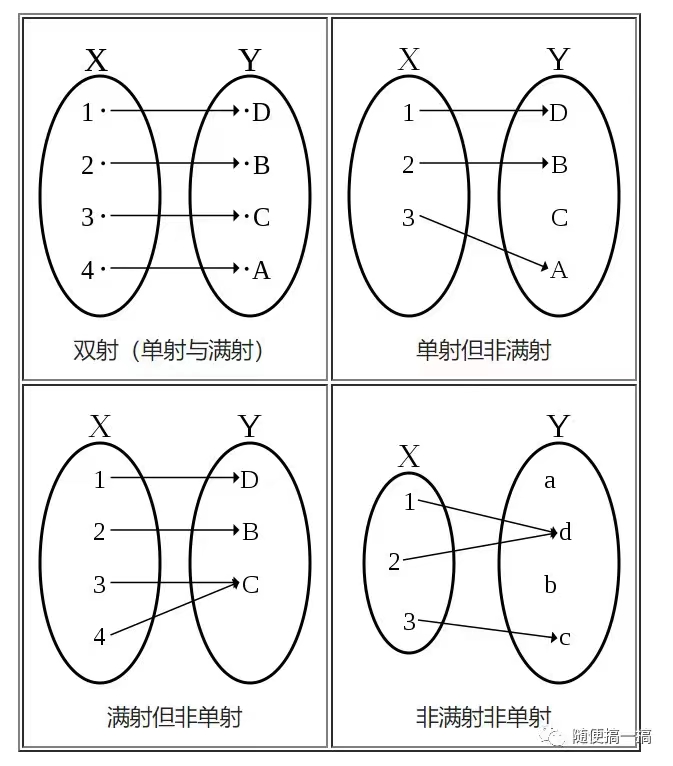 X Y
1 · · D
2 · · B
3 · · C
4 · · A
双射（单射与满射）
X Y
1 D
2 B
3 C
A
单射但非满射
X Y
1 D
2 B
3 C
4
满射但非单射
X Y
a
1
d
2
b
3
c
非满射非单射
随便搞一搞